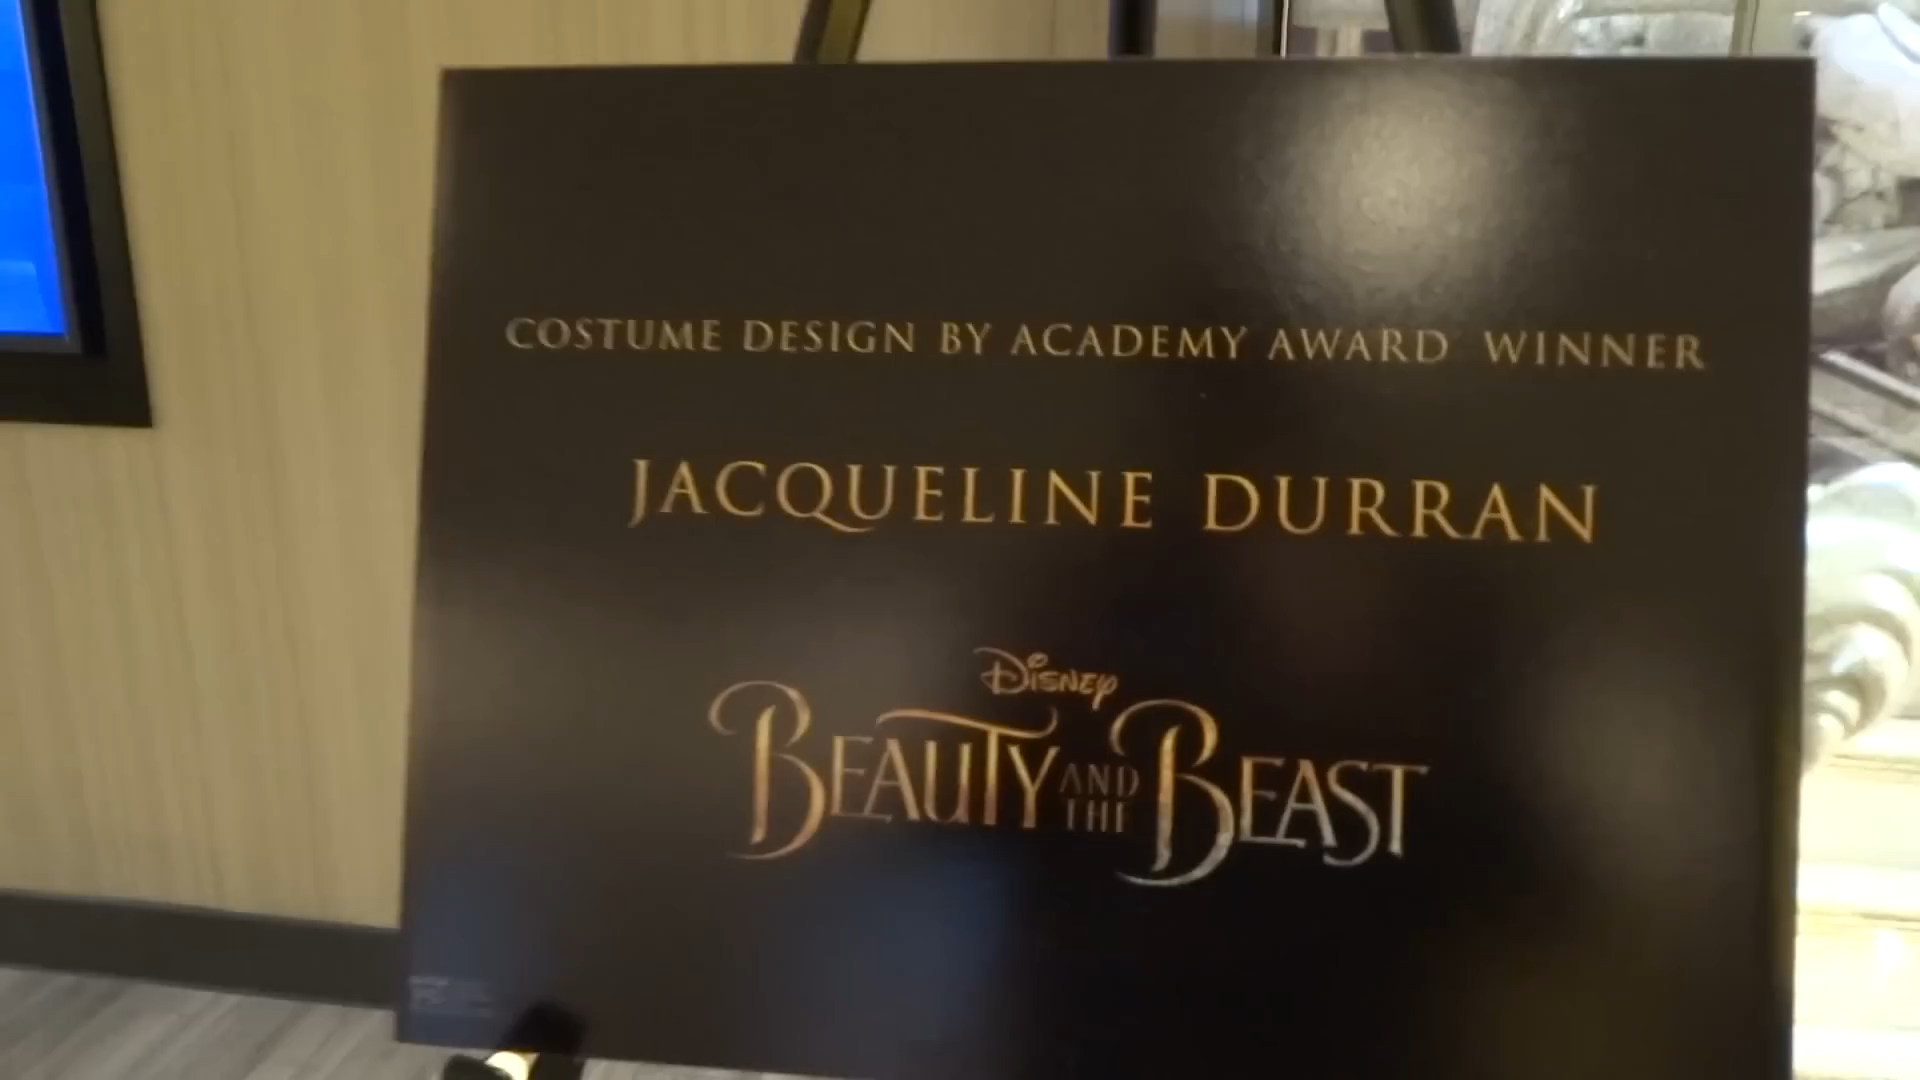 COSTUME DESIGN BY ACADEMY AWARD WINNER
JACQUELINE DURRAN
DISNEY
BEAUTY AND THE BEAST